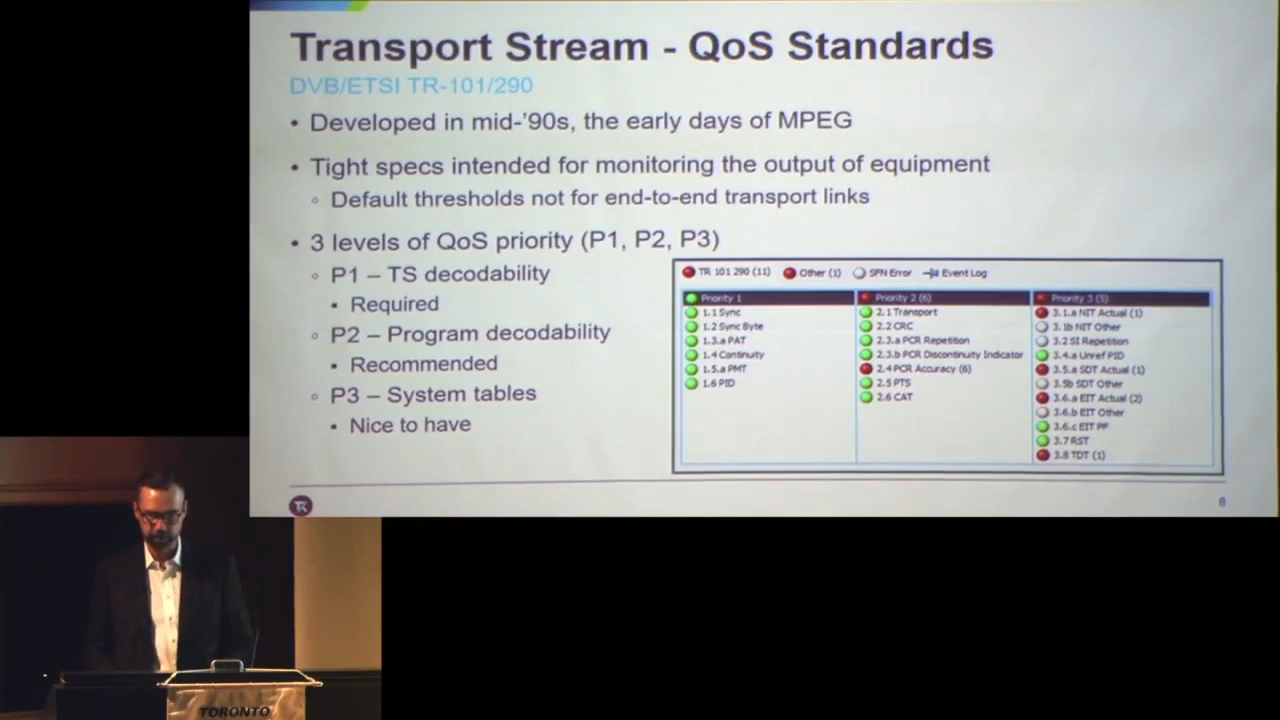 Transport Stream - QoS Standards
DVB/ETSI TR-101/290
• Developed in mid-’90s, the early days of MPEG
• Tight specs intended for monitoring the output of equipment
◦ Default thresholds not for end-to-end transport links
• 3 levels of QoS priority (P1, P2, P3)
◦ P1 – TS decodability
▪ Required
◦ P2 – Program decodability
▪ Recommended
◦ P3 – System tables
▪ Nice to have
TR 101 290 (11) Other (1) SFN Error Event Log
Priority 1
1.1 Sync
1.2 Sync Byte
1.3.a PAT
1.4 Continuity
1.5.a PMT
1.6 PID
Priority 2 (6)
2.1 Transport
2.2 CRC
2.3.a PCR Repetition
2.3.b PCR Discontinuity Indicator
2.4 PCR Accuracy (6)
2.5 PTS
2.6 CAT
Priority 3 (5)
3.1.a NIT Actual (1)
3.1b NIT Other
3.2 SI Repetition
3.4.a Unref PID
3.5.a SDT Actual (1)
3.5b SDT Other
3.6.a EIT Actual (2)
3.6.b EIT Other
3.6.c EIT PF
3.7 RST
3.8 TDT (1)
8
TORONTO